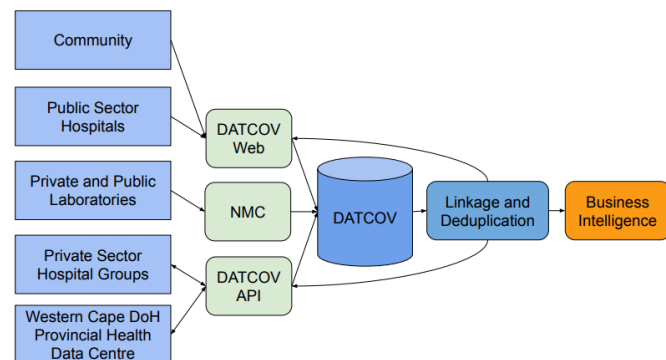 Community
Public Sector
Hospitals
Private and Public
Laboratories
Private Sector
Hospital Groups
Western Cape DoH
Provincial Health
Data Centre
DATCOV
Web
NMC
DATCOV
API
DATCOV
Linkage and
Deduplication
Business
Intelligence